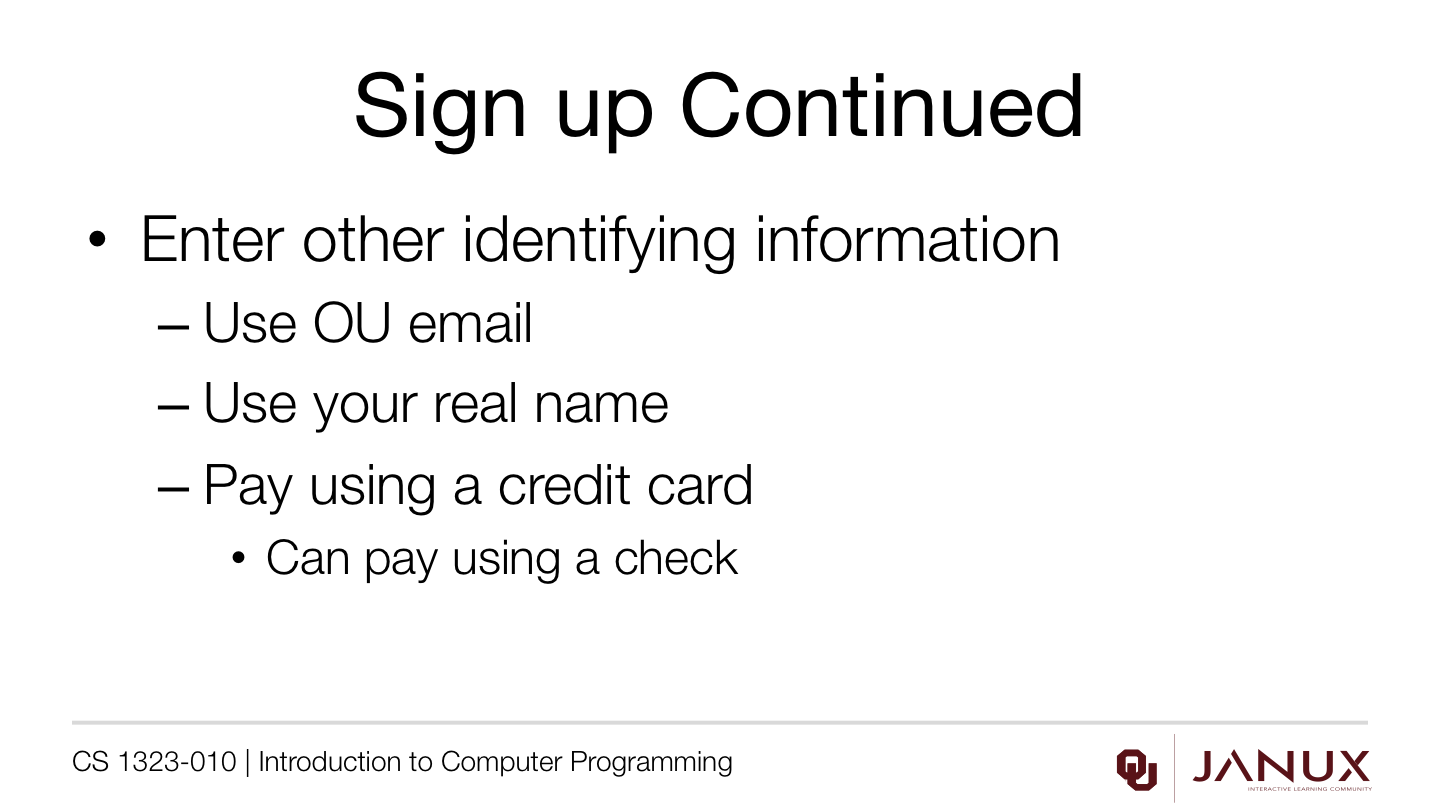 Sign up Continued
• Enter other identifying information
– Use OU email
– Use your real name
– Pay using a credit card
• Can pay using a check
CS 1323-010 | Introduction to Computer Programming
OU
JANUX
INTERACTIVE LEARNING COMMUNITY